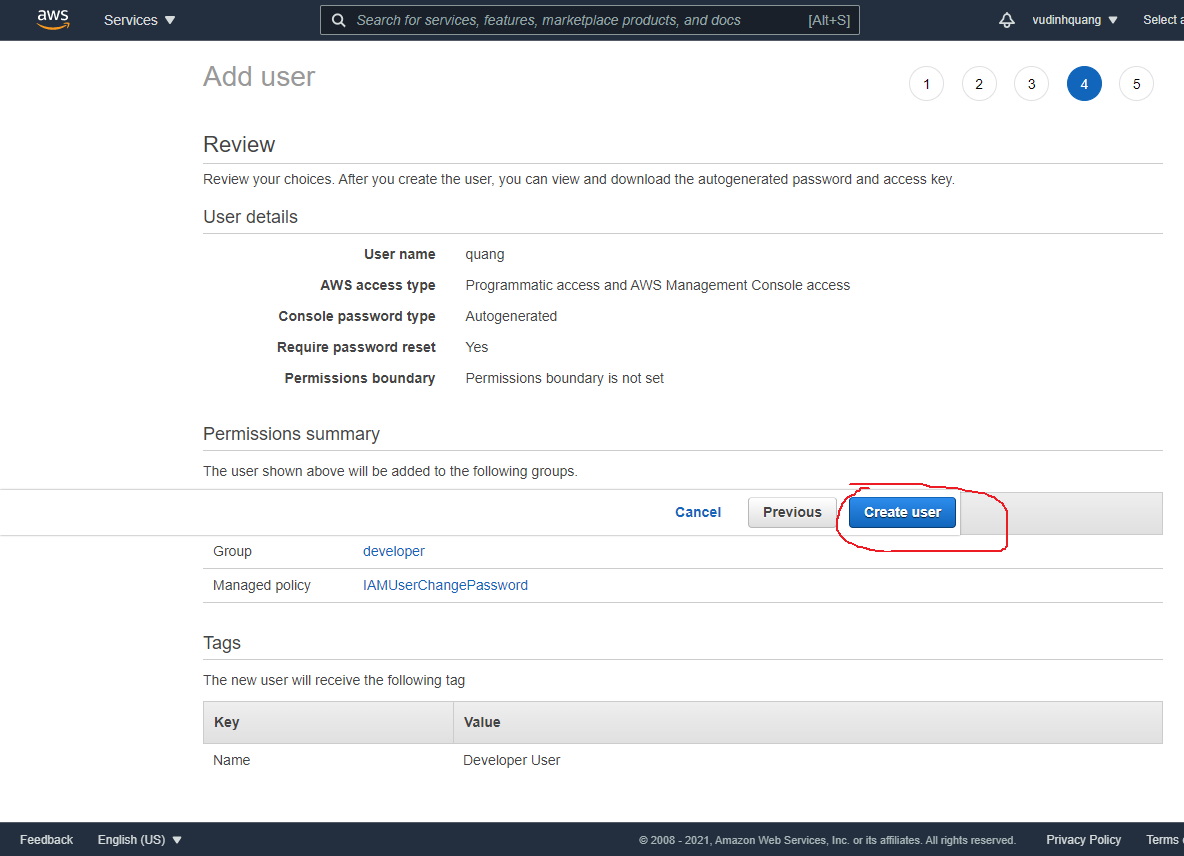 aws Services Search for services, features, marketplace products, and docs [Alt+S] vudinhquang Select a
Add user 1 2 3 4 5
Review
Review your choices. After you create the user, you can view and download the autogenerated password and access key.
User details
User name quang
AWS access type Programmatic access and AWS Management Console access
Console password type Autogenerated
Require password reset Yes
Permissions boundary Permissions boundary is not set
Permissions summary
The user shown above will be added to the following groups.
Cancel Previous Create user
Group developer
Managed policy IAMUserChangePassword
Tags
The new user will receive the following tag
Key Value
Name Developer User
Feedback English (US) © 2008 - 2021, Amazon Web Services, Inc. or its affiliates. All rights reserved. Privacy Policy Terms